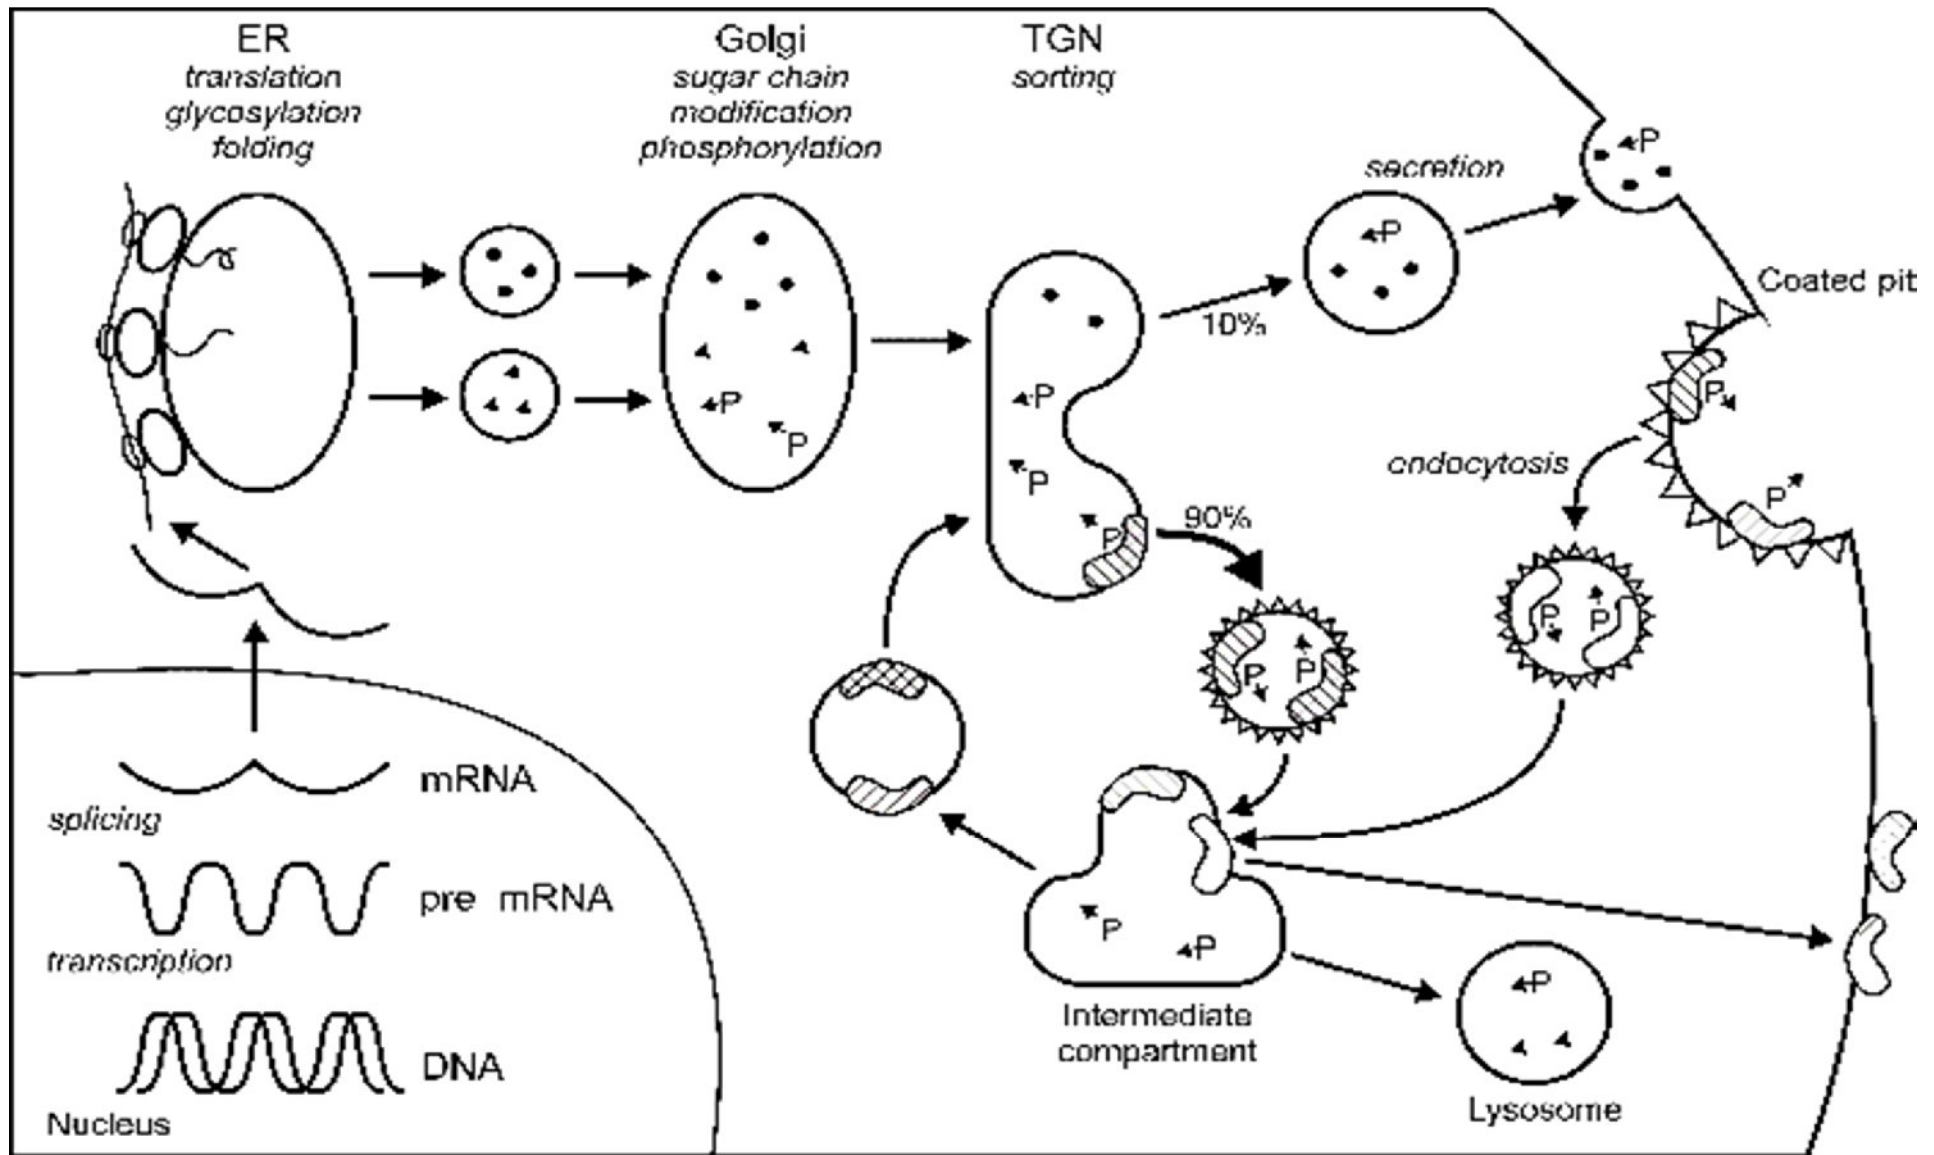 ER
translation
glycosylation
folding
Golgi
sugar chain
modification
phosphorylation
TGN
sorting
secretion
P
P
Coated pit
10%
P
P
P
P
P
P
endocytosis
P
P
90%
P
P
P
P
P
mRNA
splicing
pre mRNA
transcription
DNA
Nucleus
P
P
Intermediate
compartment
P
Lysosome